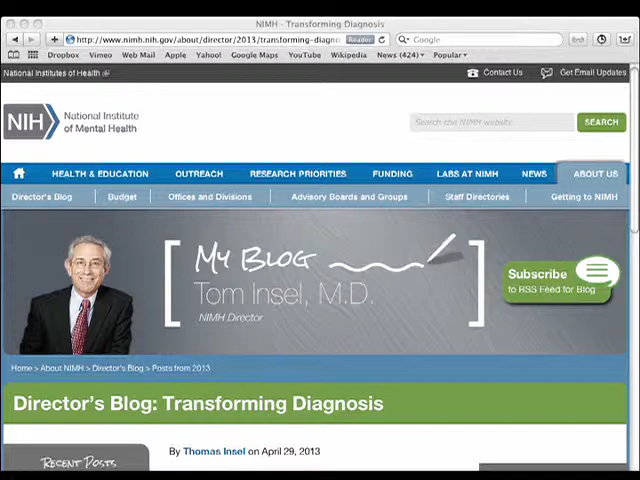 NIMH - Transforming Diagnosis
http://www.nimh.nih.gov/about/director/2013/transforming-diagno
Reader
Google
Dropbox Vimeo Web Mail Apple Yahoo! Google Maps YouTube Wikipedia News (424) Popular
National Institutes of Health
Contact Us Get Email Updates
NIH National Institute
of Mental Health
Search the NIMH website
SEARCH
HEALTH & EDUCATION OUTREACH RESEARCH PRIORITIES FUNDING LABS AT NIMH NEWS ABOUT US
Director's Blog Budget Offices and Divisions Advisory Boards and Groups Staff Directories Getting to NIMH
My Blog
Tom Insel, M.D.
NIMH Director
Subscribe
to RSS Feed for Blog
Home > About NIMH > Director's Blog > Posts from 2013
Director's Blog: Transforming Diagnosis
By Thomas Insel on April 29, 2013
Recent Posts